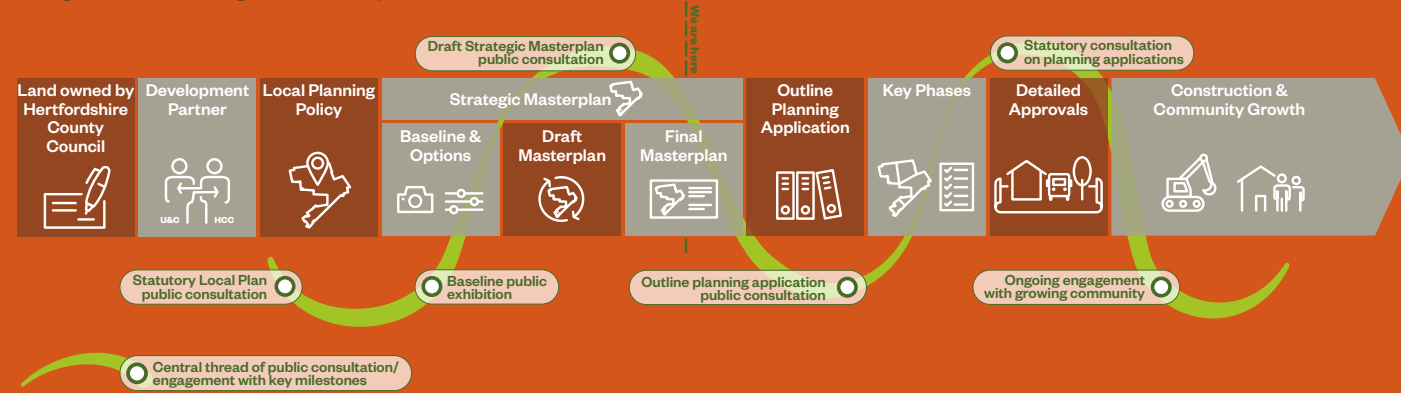 We are here
Draft Strategic Masterplan
public consultation
Statutory consultation
on planning applications
Land owned by
Hertfordshire
County
Council
Development
Partner
U&C
HCC
Local Planning
Policy
Strategic Masterplan
Baseline &
Options
Draft
Masterplan
Final
Masterplan
Outline
Planning
Application
Key Phases
Detailed
Approvals
Construction &
Community Growth
Statutory Local Plan
public consultation
Baseline public
exhibition
Outline planning application
public consultation
Ongoing engagement
with growing community
Central thread of public consultation/
engagement with key milestones